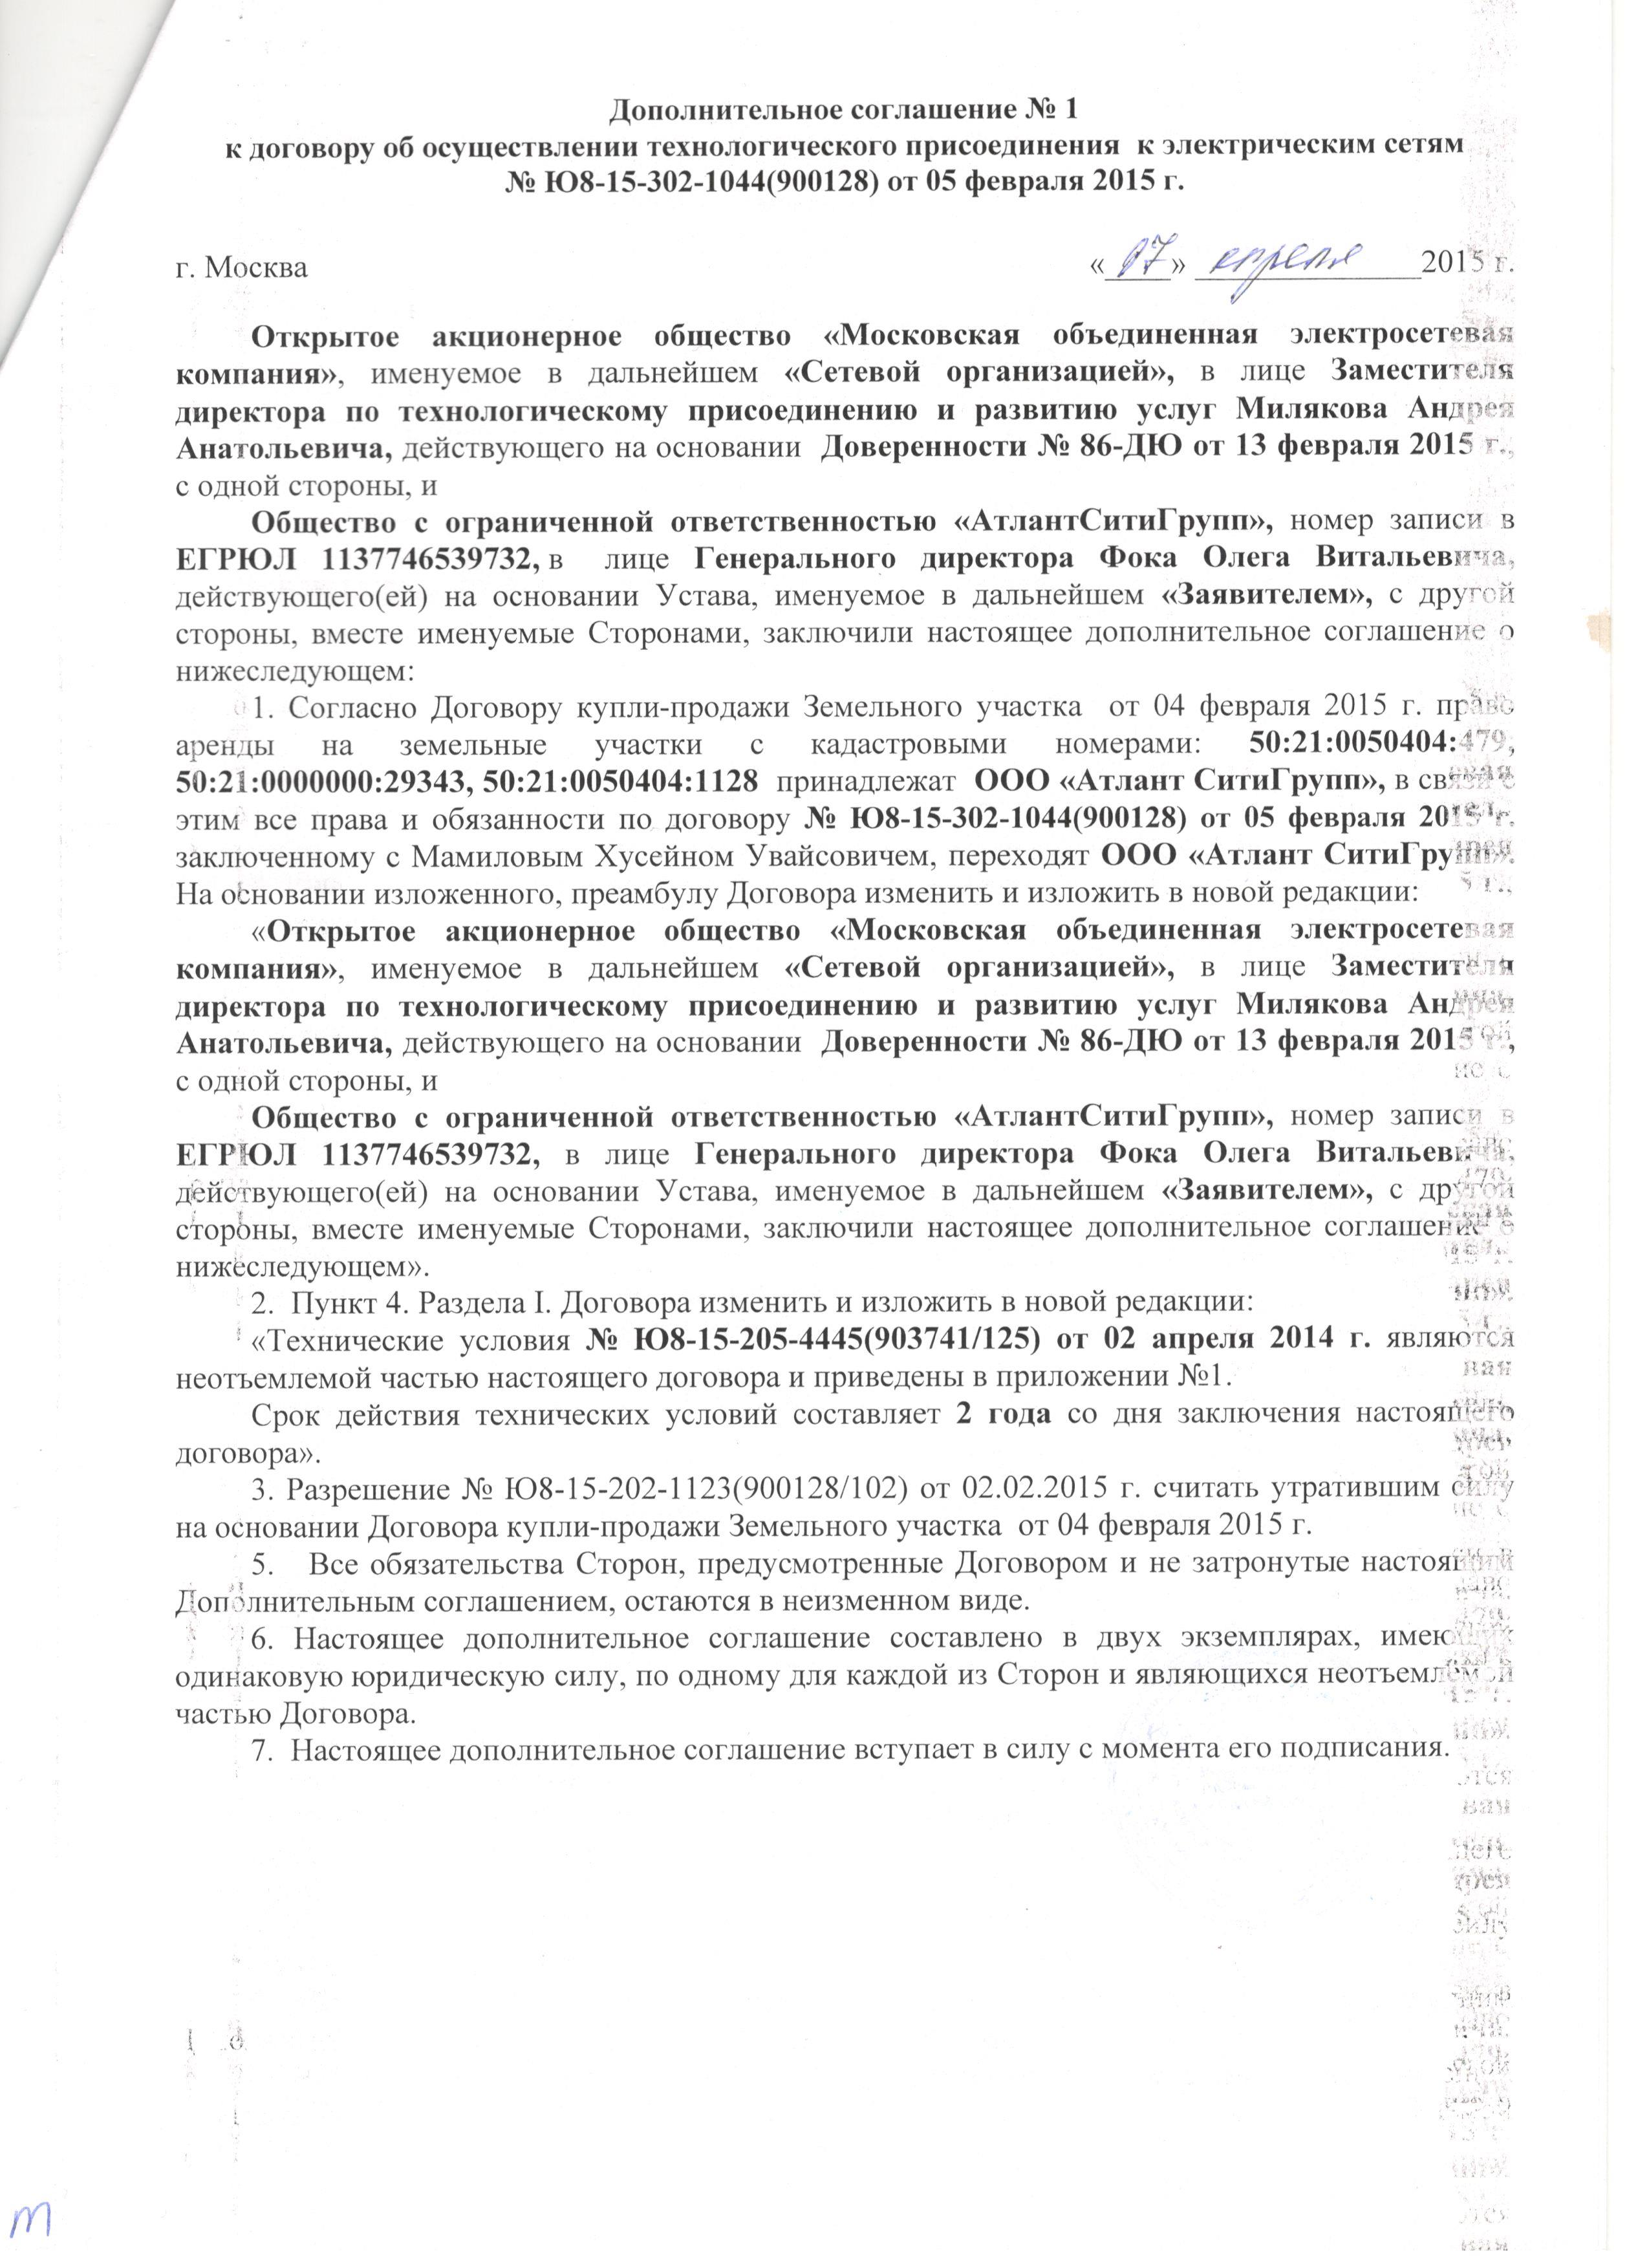 Дополнительное соглашение № 1
к договору об осуществлении технологического присоединения к электрическим сетям
№ Ю8-15-302-1044(900128) от 05 февраля 2015 г.
г. Москва «07» апреля 2015 г.
Открытое акционерное общество «Московская объединенная электросетевая
компания», именуемое в дальнейшем «Сетевой организацией», в лице Заместителя
директора по технологическому присоединению и развитию услуг Милякова Андрея
Анатольевича, действующего на основании Доверенности № 86-ДЮ от 13 февраля 2015 г.,
с одной стороны, и
Общество с ограниченной ответственностью «АтлантСитиГрупп», номер записи в
ЕГРЮЛ 1137746539732, в лице Генерального директора Фока Олега Витальевича,
действующего(ей) на основании Устава, именуемое в дальнейшем «Заявителем», с другой
стороны, вместе именуемые Сторонами, заключили настоящее дополнительное соглашение о
нижеследующем:
1. Согласно Договору купли-продажи Земельного участка от 04 февраля 2015 г. право
аренды на земельные участки с кадастровыми номерами: 50:21:0050404:479,
50:21:0000000:29343, 50:21:0050404:1128 принадлежат ООО «Атлант СитиГрупп», в связи с
этим все права и обязанности по договору № Ю8-15-302-1044(900128) от 05 февраля 2015 г.
заключенному с Мамиловым Хусейном Увайсовичем, переходят ООО «Атлант СитиГрупп».
На основании изложенного, преамбулу Договора изменить и изложить в новой редакции:
«Открытое акционерное общество «Московская объединенная электросетевая
компания», именуемое в дальнейшем «Сетевой организацией», в лице Заместителя
директора по технологическому присоединению и развитию услуг Милякова Андрея
Анатольевича, действующего на основании Доверенности № 86-ДЮ от 13 февраля 2015 г.,
с одной стороны, и
Общество с ограниченной ответственностью «АтлантСитиГрупп», номер записи в
ЕГРЮЛ 1137746539732, в лице Генерального директора Фока Олега Витальевича,
действующего(ей) на основании Устава, именуемое в дальнейшем «Заявителем», с другой
стороны, вместе именуемые Сторонами, заключили настоящее дополнительное соглашение о
нижеследующем».
2. Пункт 4. Раздела I. Договора изменить и изложить в новой редакции:
«Технические условия № Ю8-15-205-4445(903741/125) от 02 апреля 2014 г. являются
неотъемлемой частью настоящего договора и приведены в приложении №1.
Срок действия технических условий составляет 2 года со дня заключения настоящего
договора».
3. Разрешение № Ю8-15-202-1123(900128/102) от 02.02.2015 г. считать утратившим силу
на основании Договора купли-продажи Земельного участка от 04 февраля 2015 г.
5. Все обязательства Сторон, предусмотренные Договором и не затронутые настоящим
Дополнительным соглашением, остаются в неизменном виде.
6. Настоящее дополнительное соглашение составлено в двух экземплярах, имеющих
одинаковую юридическую силу, по одному для каждой из Сторон и являющихся неотъемлемой
частью Договора.
7. Настоящее дополнительное соглашение вступает в силу с момента его подписания.